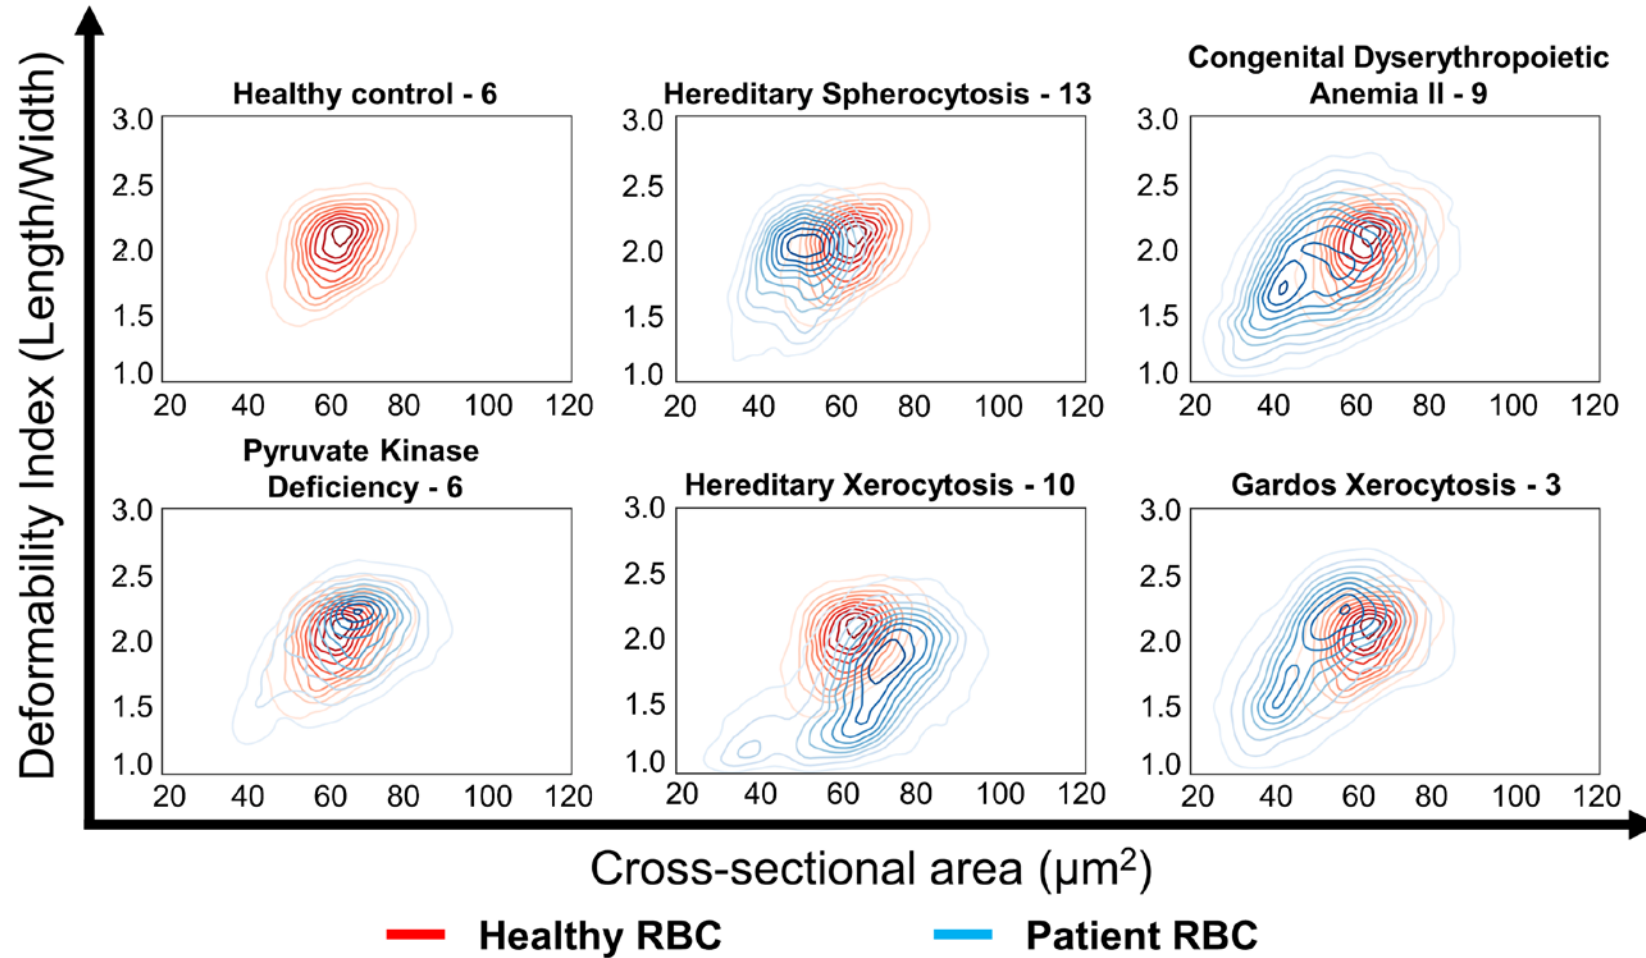 Deformability Index (Length/Width)
Healthy control - 6
3.0
2.5
2.0
1.5
1.0
20 40 60 80 100 120
Hereditary Spherocytosis - 13
3.0
2.5
2.0
1.5
1.0
20 40 60 80 100 120
Congenital Dyserythropoietic
Anemia II - 9
3.0
2.5
2.0
1.5
1.0
20 40 60 80 100 120
Pyruvate Kinase
Deficiency - 6
3.0
2.5
2.0
1.5
1.0
20 40 60 80 100 120
Hereditary Xerocytosis - 10
3.0
2.5
2.0
1.5
1.0
20 40 60 80 100 120
Gardos Xerocytosis - 3
3.0
2.5
2.0
1.5
1.0
20 40 60 80 100 120
Cross-sectional area (µm²)
Healthy RBC
Patient RBC